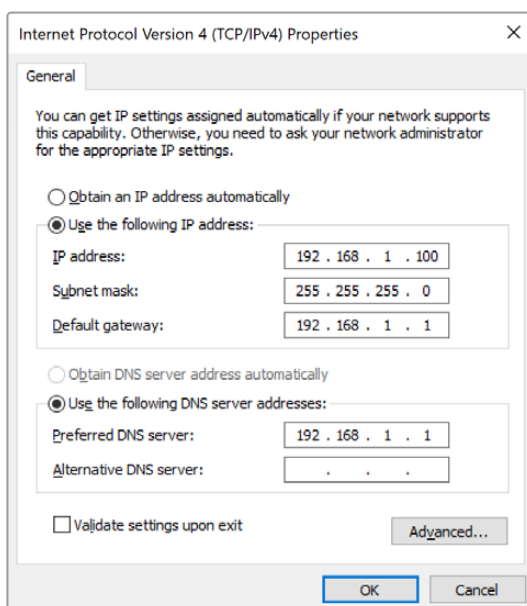 Internet Protocol Version 4 (TCP/IPv4) Properties
General
You can get IP settings assigned automatically if your network supports
this capability. Otherwise, you need to ask your network administrator
for the appropriate IP settings.
Obtain an IP address automatically
Use the following IP address:
IP address: 192 . 168 . 1 . 100
Subnet mask: 255 . 255 . 255 . 0
Default gateway: 192 . 168 . 1 . 1
Obtain DNS server address automatically
Use the following DNS server addresses:
Preferred DNS server: 192 . 168 . 1 . 1
Alternative DNS server: . . .
Validate settings upon exit
Advanced...
OK Cancel